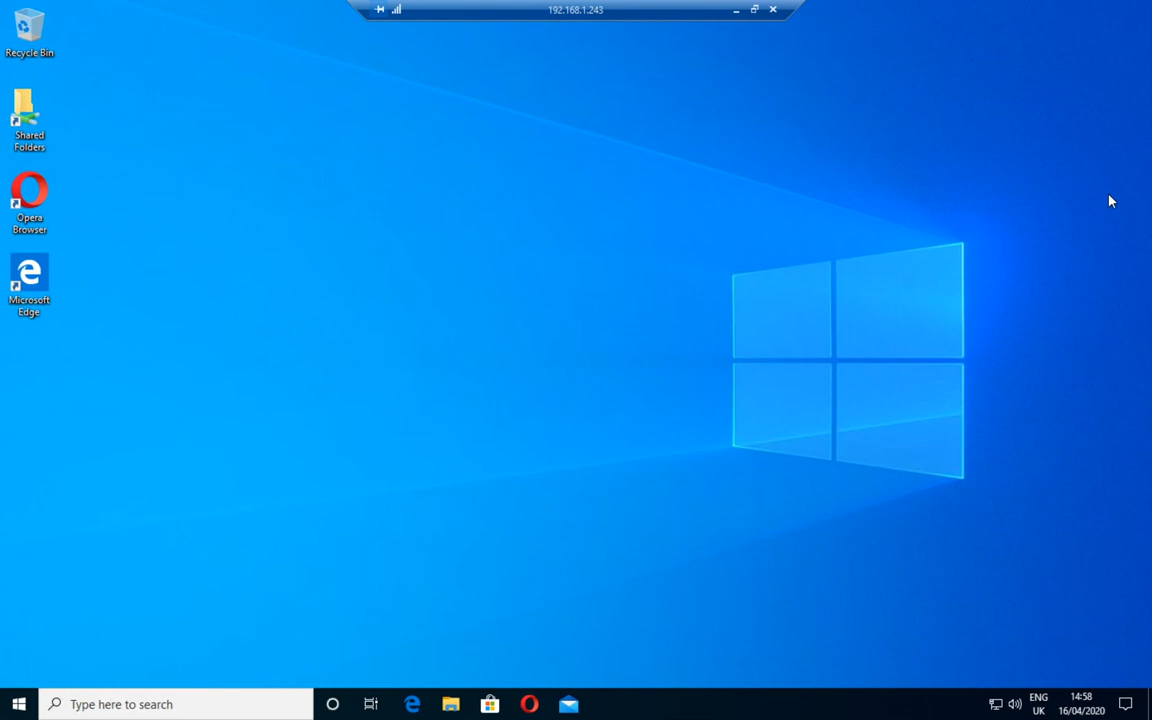 192.168.1.243
Recycle Bin
Shared
Folders
Opera
Browser
Microsoft
Edge
Type here to search
ENG
UK
14:58
16/04/2020